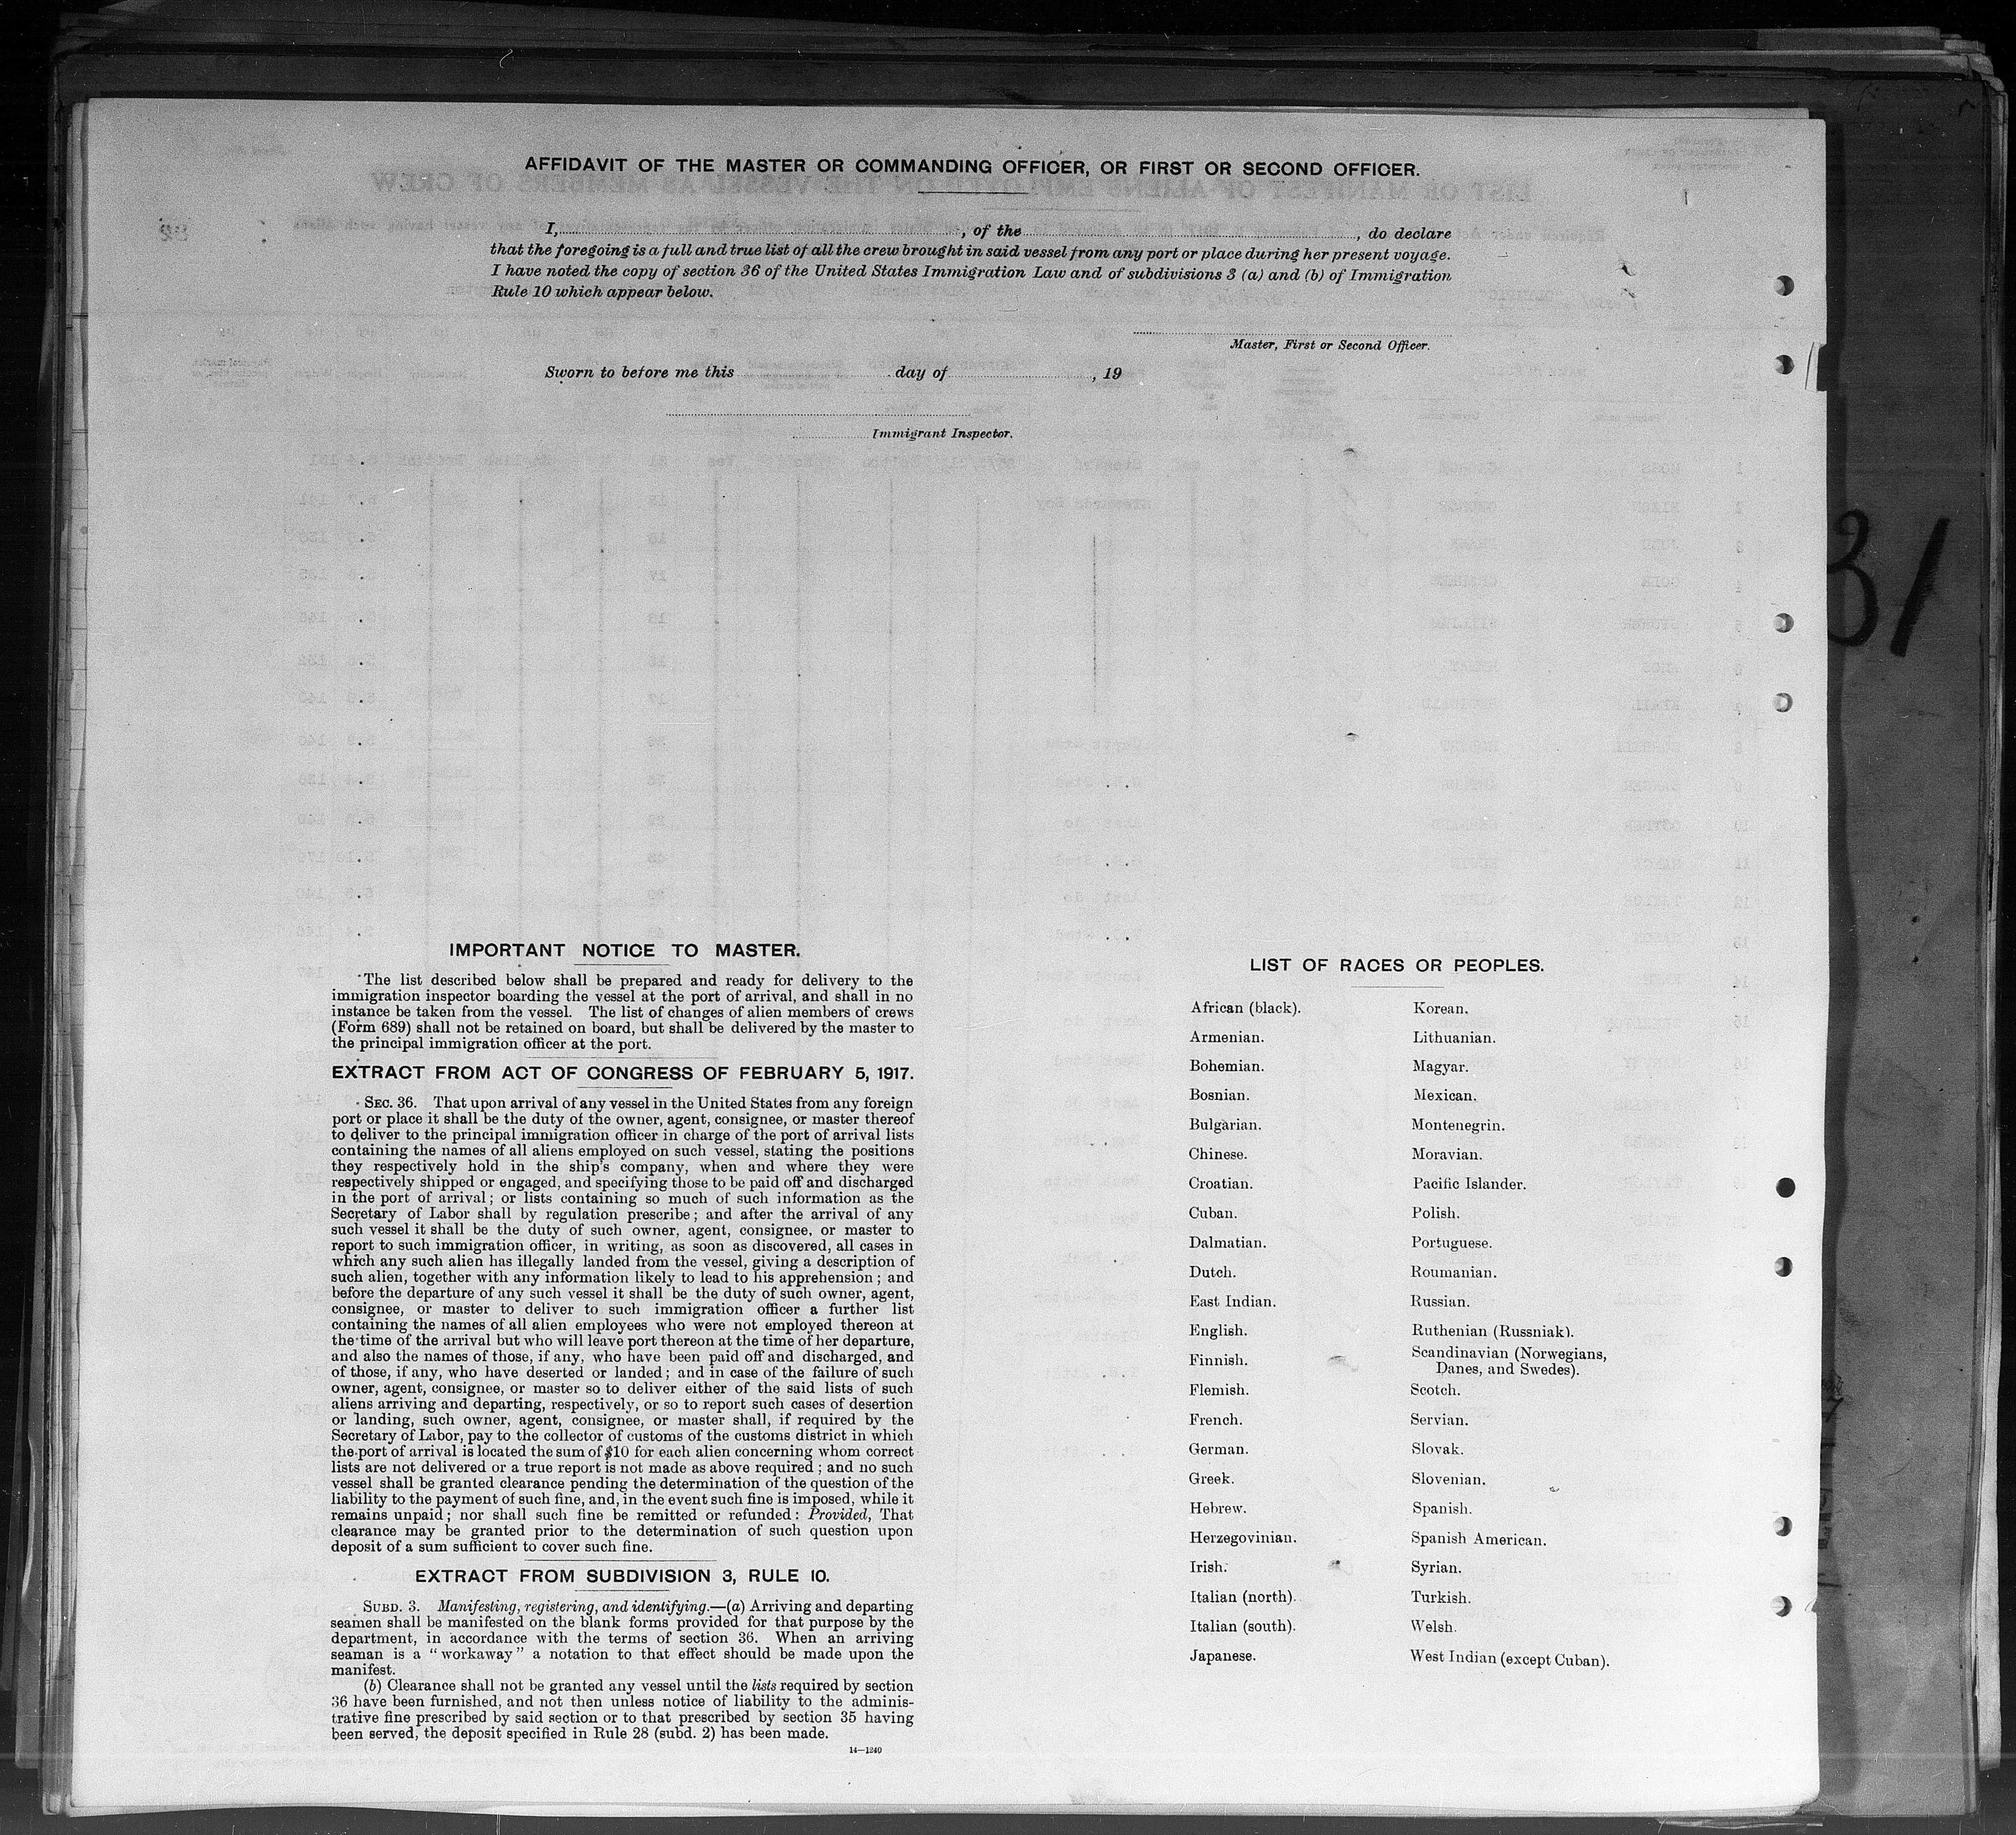 AFFIDAVIT OF THE MASTER OR COMMANDING OFFICER, OR FIRST OR SECOND OFFICER.
I, , of the , do declare
that the foregoing is a full and true list of all the crew brought in said vessel from any port or place during her present voyage.
I have noted the copy of section 36 of the United States Immigration Law and of subdivisions 3 (a) and (b) of Immigration
Rule 10 which appear below.
Master, First or Second Officer.
Sworn to before me this day of , 19
Immigrant Inspector.
31
IMPORTANT NOTICE TO MASTER.
The list described below shall be prepared and ready for delivery to the
immigration inspector boarding the vessel at the port of arrival, and shall in no
instance be taken from the vessel. The list of changes of alien members of crews
(Form 689) shall not be retained on board, but shall be delivered by the master to
the principal immigration officer at the port.
EXTRACT FROM ACT OF CONGRESS OF FEBRUARY 5, 1917.
SEC. 36. That upon arrival of any vessel in the United States from any foreign
port or place it shall be the duty of the owner, agent, consignee, or master thereof
to deliver to the principal immigration officer in charge of the port of arrival lists
containing the names of all aliens employed on such vessel, stating the positions
they respectively hold in the ship's company, when and where they were
respectively shipped or engaged, and specifying those to be paid off and discharged
in the port of arrival; or lists containing so much of such information as the
Secretary of Labor shall by regulation prescribe; and after the arrival of any
such vessel it shall be the duty of such owner, agent, consignee, or master to
report to such immigration officer, in writing, as soon as discovered, all cases in
which any such alien has illegally landed from the vessel, giving a description of
such alien, together with any information likely to lead to his apprehension; and
before the departure of any such vessel it shall be the duty of such owner, agent,
consignee, or master to deliver to such immigration officer a further list
containing the names of all alien employees who were not employed thereon at
the time of the arrival but who will leave port thereon at the time of her departure,
and also the names of those, if any, who have been paid off and discharged, and
of those, if any, who have deserted or landed; and in case of the failure of such
owner, agent, consignee, or master so to deliver either of the said lists of such
aliens arriving and departing, respectively, or so to report such cases of desertion
or landing, such owner, agent, consignee, or master shall, if required by the
Secretary of Labor, pay to the collector of customs of the customs district in which
the port of arrival is located the sum of $10 for each alien concerning whom correct
lists are not delivered or a true report is not made as above required; and no such
vessel shall be granted clearance pending the determination of the question of the
liability to the payment of such fine, and, in the event such fine is imposed, while it
remains unpaid; nor shall such fine be remitted or refunded: Provided, That
clearance may be granted prior to the determination of such question upon
deposit of a sum sufficient to cover such fine.
EXTRACT FROM SUBDIVISION 3, RULE 10.
SUBD. 3. Manifesting, registering, and identifying.—(a) Arriving and departing
seamen shall be manifested on the blank forms provided for that purpose by the
department, in accordance with the terms of section 36. When an arriving
seaman is a "workaway" a notation to that effect should be made upon the
manifest.
(b) Clearance shall not be granted any vessel until the lists required by section
36 have been furnished, and not then unless notice of liability to the adminis-
trative fine prescribed by said section or to that prescribed by section 35 having
been served, the deposit specified in Rule 28 (subd. 2) has been made.
14—1240
LIST OF RACES OR PEOPLES.
African (black).
Armenian.
Bohemian.
Bosnian.
Bulgarian.
Chinese.
Croatian.
Cuban.
Dalmatian.
Dutch.
East Indian.
English.
Finnish.
Flemish.
French.
German.
Greek.
Hebrew.
Herzegovinian.
Irish.
Italian (north).
Italian (south).
Japanese.
Korean.
Lithuanian.
Magyar.
Mexican.
Montenegrin.
Moravian.
Pacific Islander.
Polish.
Portuguese.
Roumanian.
Russian.
Ruthenian (Russniak).
Scandinavian (Norwegians,
Danes, and Swedes).
Scotch.
Servian.
Slovak.
Slovenian.
Spanish.
Spanish American.
Syrian.
Turkish.
Welsh.
West Indian (except Cuban).